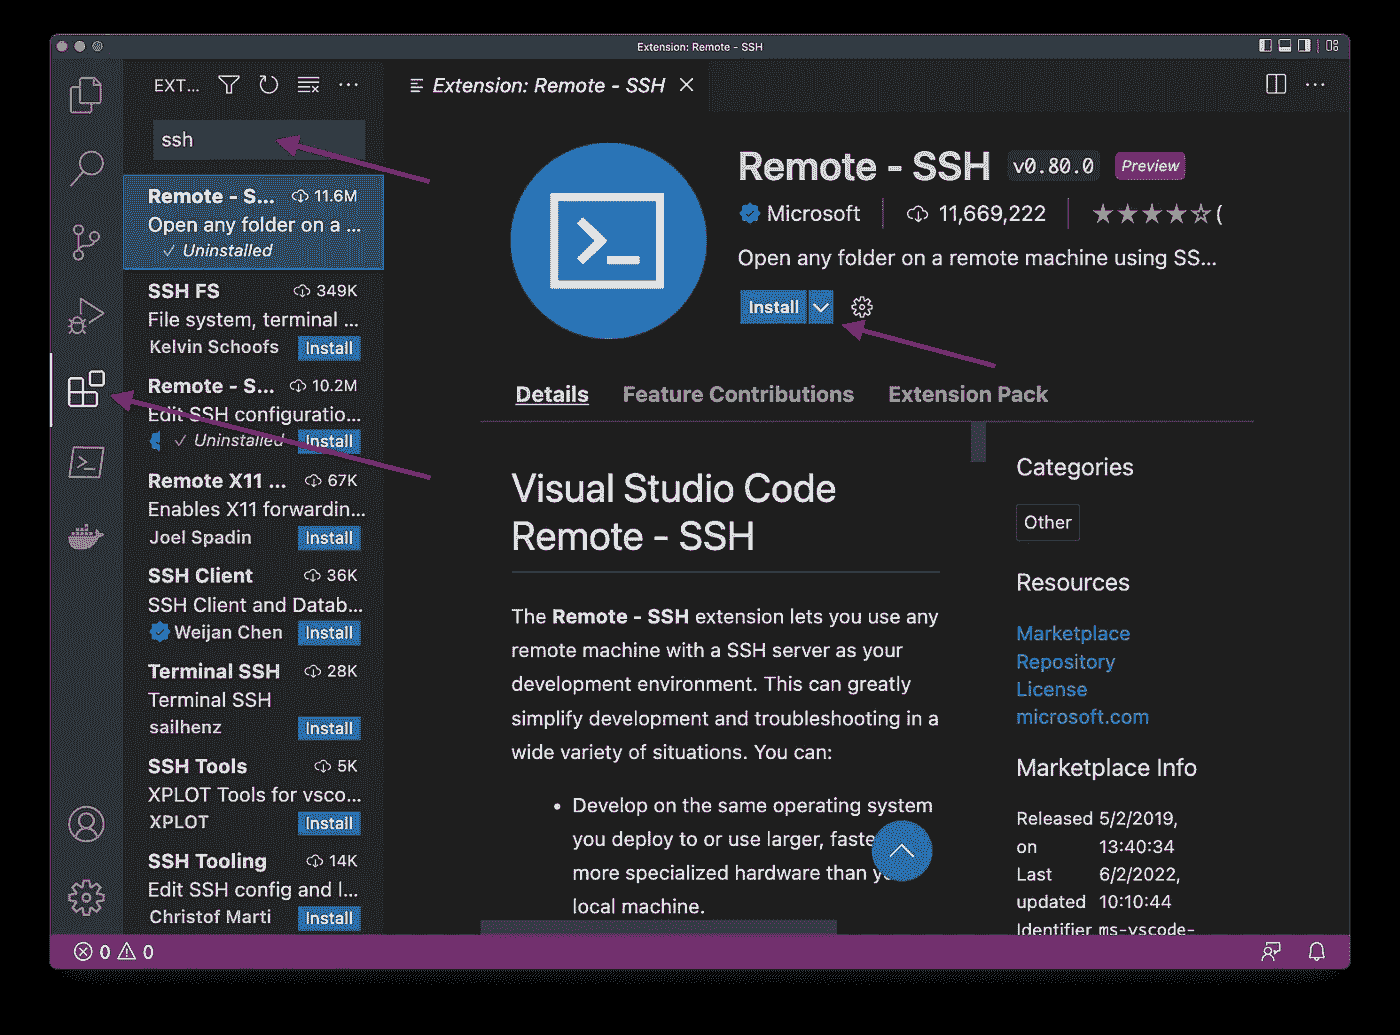 Extension: Remote - SSH
EXT...
ssh
Remote - S... 11.6M
Open any folder on a ...
Uninstalled
SSH FS 349K
File system, terminal ...
Kelvin Schoofs Install
Remote - S... 10.2M
Edit SSH configuratio...
Uninstalled Install
Remote X11 ... 67K
Enables X11 forwardin...
Joel Spadin Install
SSH Client 36K
SSH Client and Datab...
Weijan Chen Install
Terminal SSH 28K
Terminal SSH
sailhenz Install
SSH Tools 5K
XPLOT Tools for vsco...
XPLOT Install
SSH Tooling 14K
Edit SSH config and l...
Christof Marti Install
Extension: Remote - SSH
Remote - SSH v0.80.0 Preview
Microsoft 11,669,222 (
Open any folder on a remote machine using SS...
Install
Details Feature Contributions Extension Pack
Visual Studio Code
Remote - SSH
The Remote - SSH extension lets you use any
remote machine with a SSH server as your
development environment. This can greatly
simplify development and troubleshooting in a
wide variety of situations. You can:
• Develop on the same operating system
you deploy to or use larger, faste
more specialized hardware than y
local machine.
Categories
Other
Resources
Marketplace
Repository
License
microsoft.com
Marketplace Info
Released 5/2/2019,
on 13:40:34
Last 6/2/2022,
updated 10:10:44
Identifier ms-vscode-
0 0